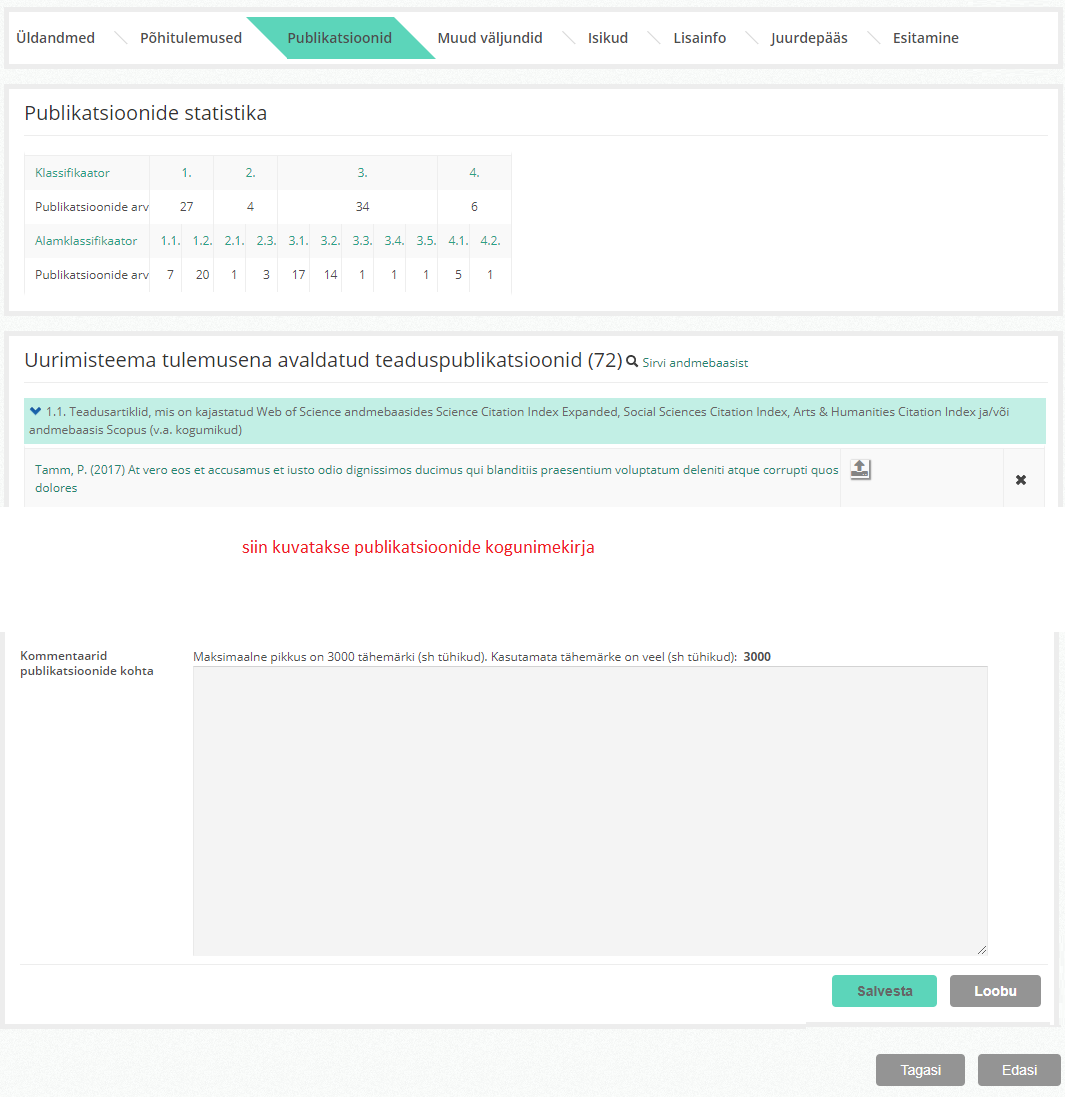 Üldandmed Põhitulemused Publikatsioonid Muud väljundid Isikud Lisainfo Juurdepääs Esitamine
Publikatsioonide statistika
Klassifikaator 1. 2. 3. 4.
Publikatsioonide arv 27 4 34 6
Alamklassifikaator 1.1. 1.2. 2.1. 2.3. 3.1. 3.2. 3.3. 3.4. 3.5. 4.1. 4.2.
Publikatsioonide arv 7 20 1 3 17 14 1 1 1 5 1
Uurimisteema tulemusena avaldatud teaduspublikatsioonid (72) Sirvi andmebaasist
1.1. Teadusartiklid, mis on kajastatud Web of Science andmebaasides Science Citation Index Expanded, Social Sciences Citation Index, Arts & Humanities Citation Index ja/või
andmebaasis Scopus (v.a. kogumikud)
Tamm, P. (2017) At vero eos et accusamus et iusto odio dignissimos ducimus qui blanditiis praesentium voluptatum deleniti atque corrupti quos
dolores
siin kuvatakse publikatsioonide kogunimekirja
Kommentaarid
publikatsioonide kohta
Maksimaalne pikkus on 3000 tähemärki (sh tühikud). Kasutamata tähemärke on veel (sh tühikud): 3000
Salvesta Loobu
Tagasi Edasi